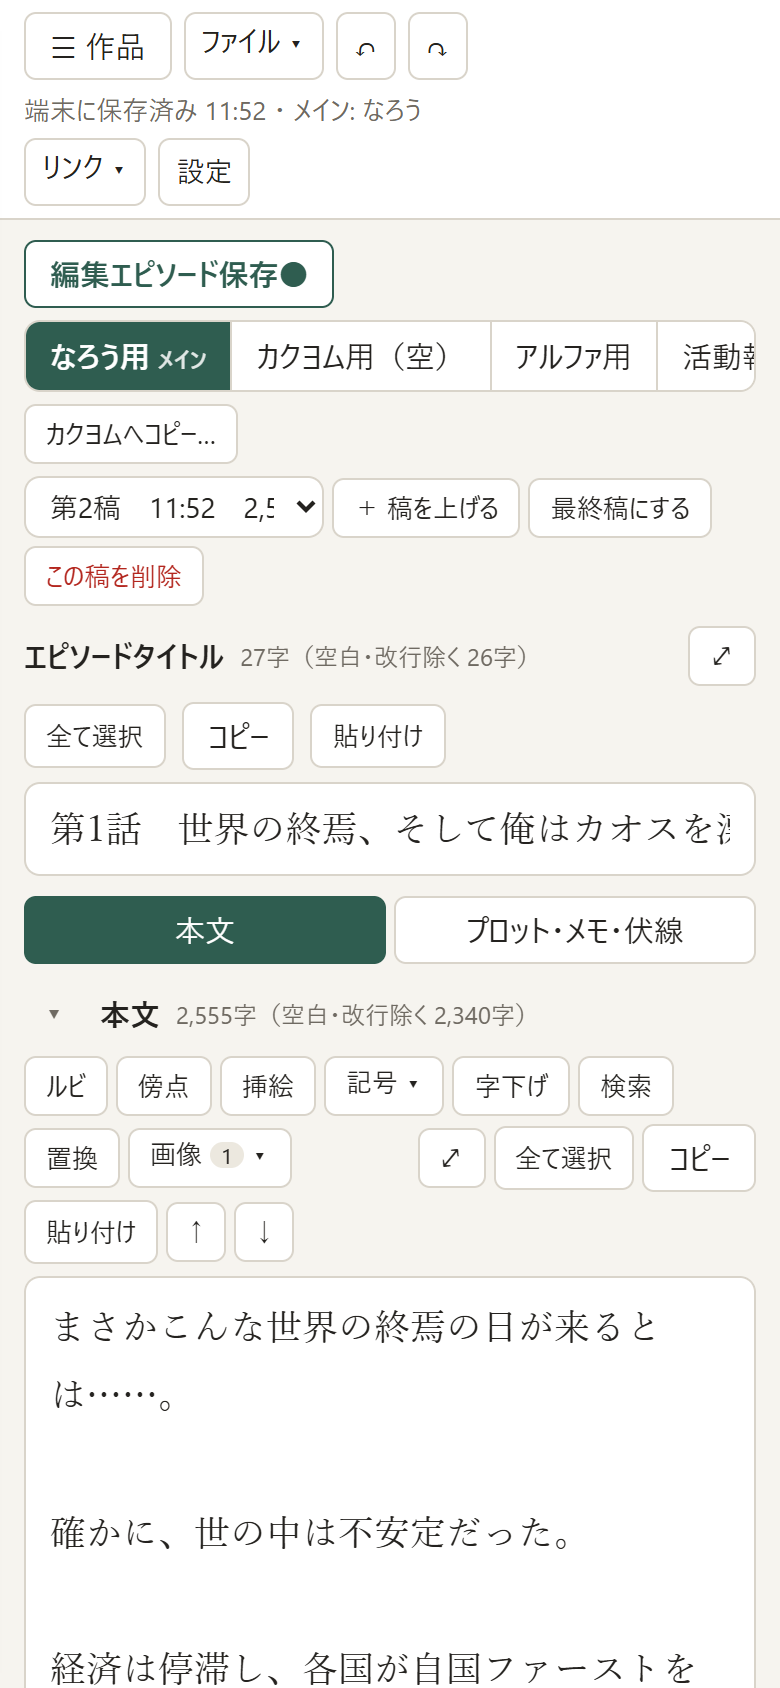 ☰ 作品 ファイル ▾ ↶ ↷
端末に保存済み 11:52・メイン: なろう
リンク ▾ 設定
編集エピソード保存●
なろう用 メイン カクヨム用（空） アルファ用 活動
カクヨムへコピー…
第2稿 11:52 2,5 ＋ 稿を上げる 最終稿にする
この稿を削除
エピソードタイトル 27字（空白・改行除く26字） ⤢
全て選択 コピー 貼り付け
第1話 世界の終焉、そして俺はカオスを
本文 プロット・メモ・伏線
▼ 本文 2,555字（空白・改行除く2,340字）
ルビ 傍点 挿絵 記号 ▾ 字下げ 検索
置換 画像 1 ▾ ⤢ 全て選択 コピー
貼り付け ↑ ↓
まさかこんな世界の終焉の日が来ると
は……。
確かに、世の中は不安定だった。
経済は停滞し、各国が自国ファーストを